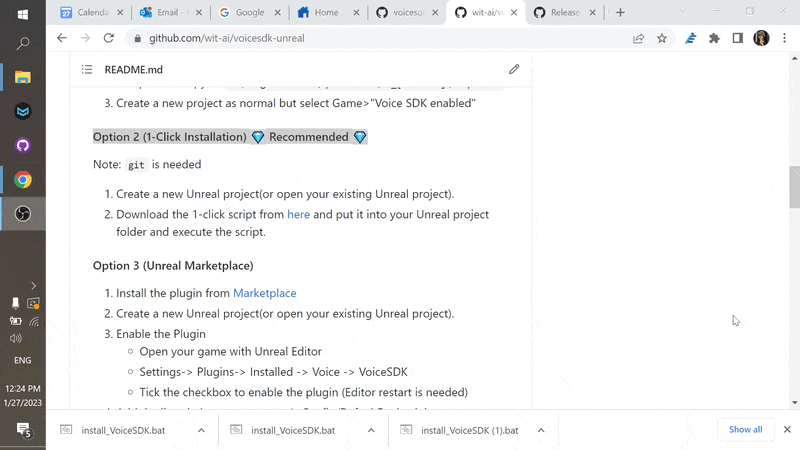 Calenda
Email -
Google
Home
voicesd
wit-ai/vo
Release
github.com/wit-ai/voicesdk-unreal
README.md
3. Create a new project as normal but select Game>"Voice SDK enabled"
Option 2 (1-Click Installation) 💎 Recommended 💎
Note: git is needed
1. Create a new Unreal project(or open your existing Unreal project).
2. Download the 1-click script from here and put it into your Unreal project
folder and execute the script.
Option 3 (Unreal Marketplace)
1. Install the plugin from Marketplace
2. Create a new Unreal project(or open your existing Unreal project).
3. Enable the Plugin
Open your game with Unreal Editor
Settings-> Plugins-> Installed -> Voice -> VoiceSDK
Tick the checkbox to enable the plugin (Editor restart is needed)
ENG
12:24 PM
1/27/2023
5
install_VoiceSDK.bat
install_VoiceSDK.bat
install_VoiceSDK (1).bat
Show all